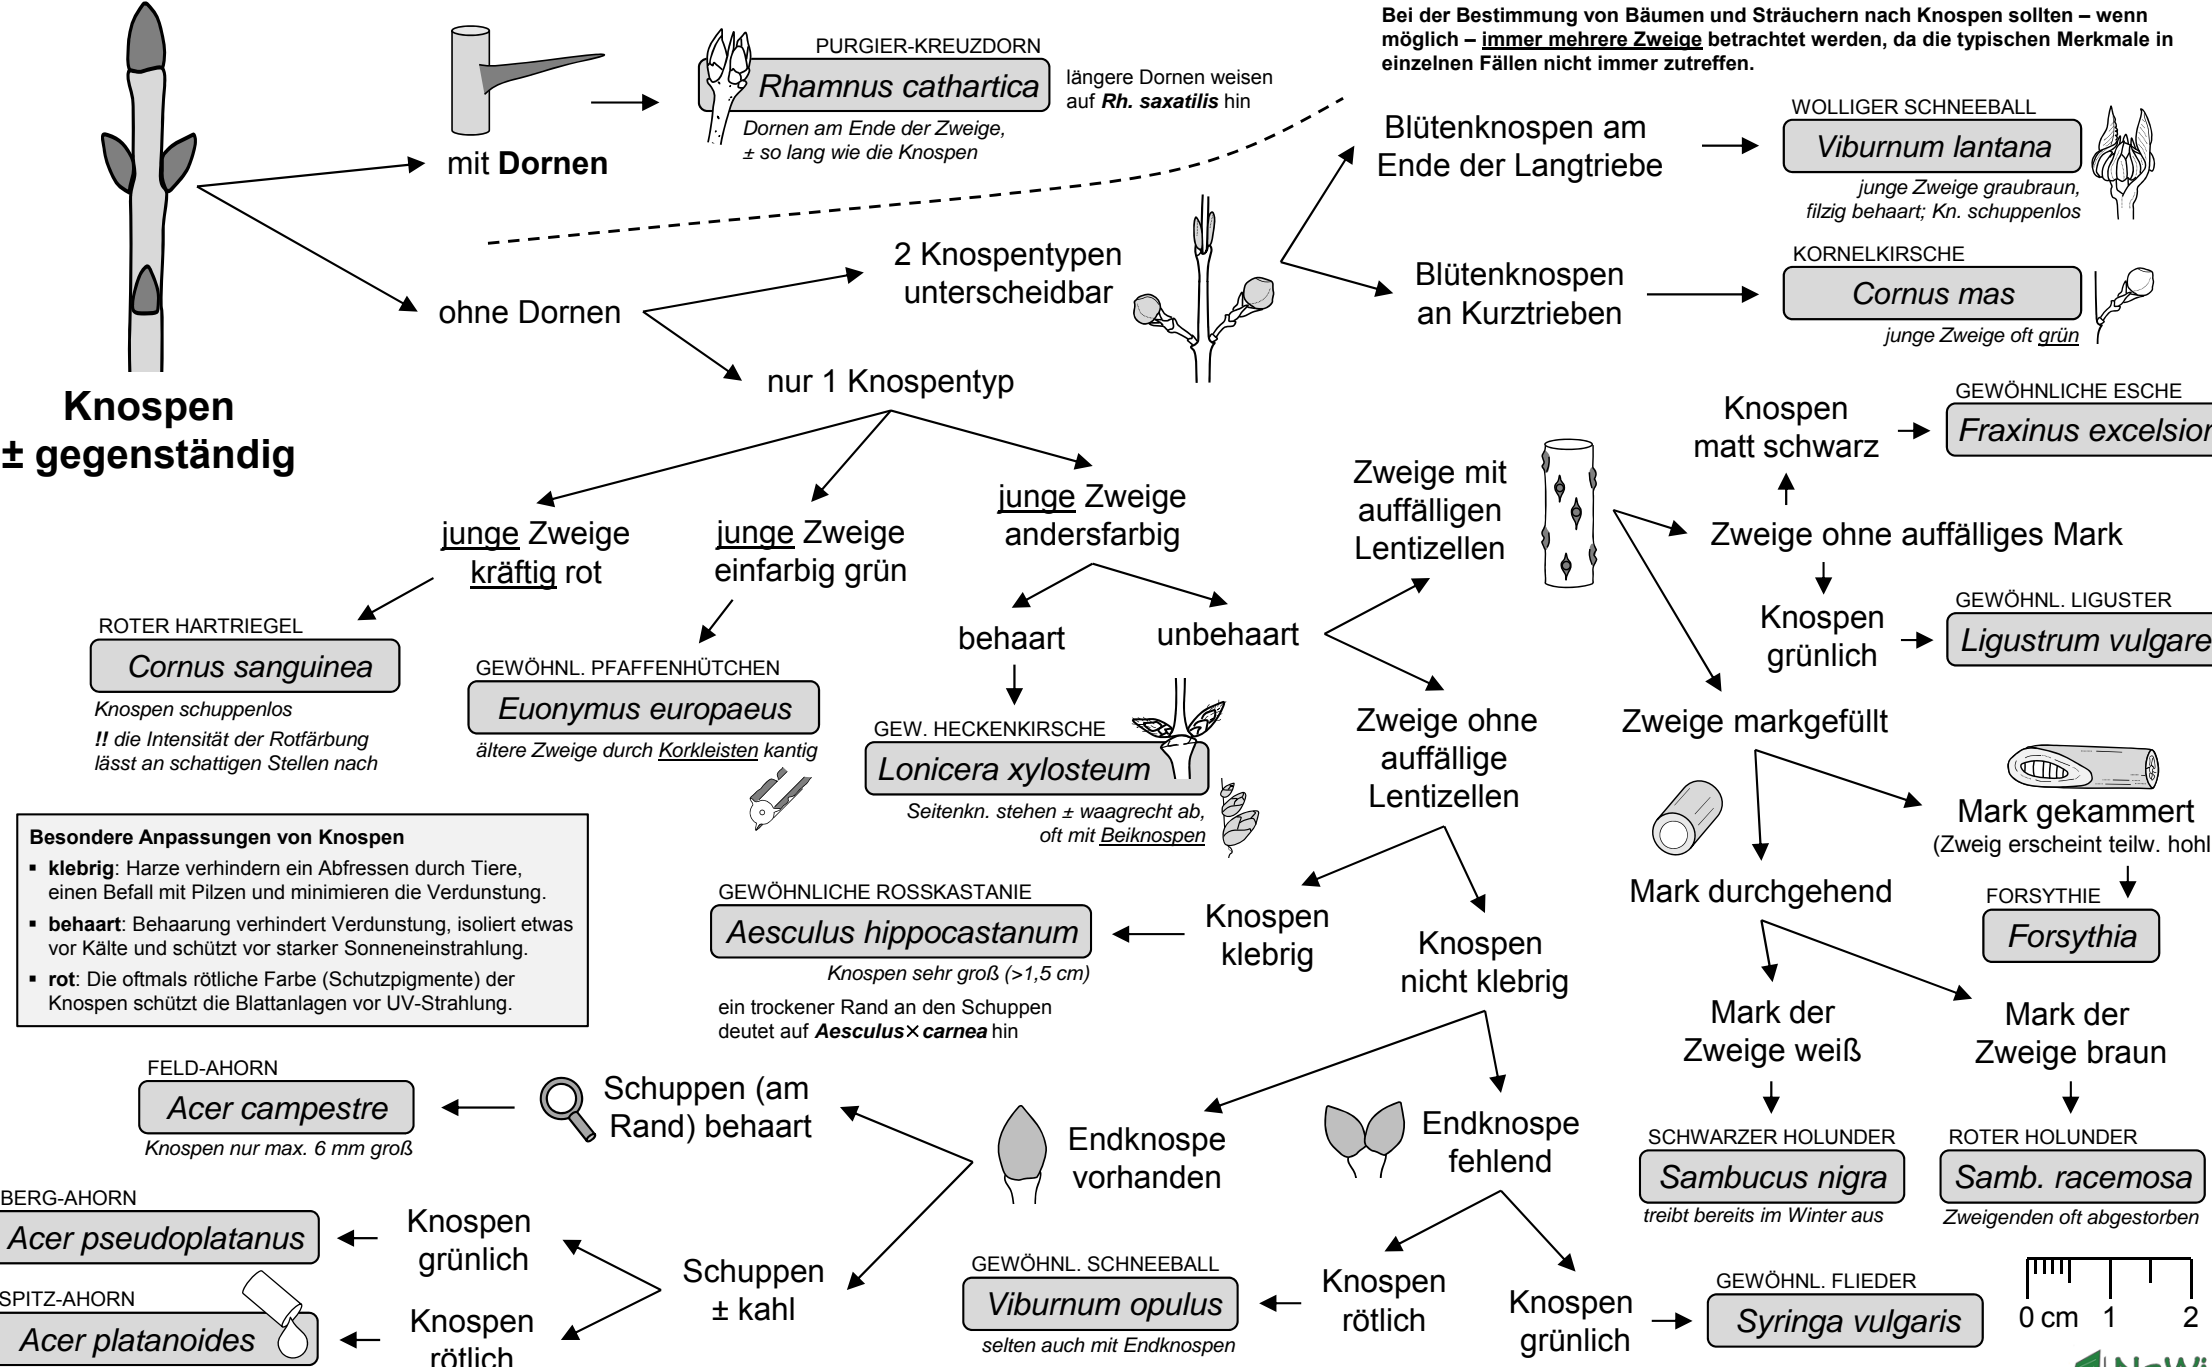 Bei der Bestimmung von Bäumen und Sträuchern nach Knospen sollten – wenn
möglich – immer mehrere Zweige betrachtet werden, da die typischen Merkmale in
einzelnen Fällen nicht immer zutreffen.
Knospen
± gegenständig
mit Dornen
PURGIER-KREUZDORN
Rhamnus cathartica
Dornen am Ende der Zweige,
± so lang wie die Knospen
längere Dornen weisen
auf Rh. saxatilis hin
ohne Dornen
2 Knospentypen
unterscheidbar
Blütenknospen am
Ende der Langtriebe
WOLLIGER SCHNEEBALL
Viburnum lantana
junge Zweige graubraun,
filzig behaart; Kn. schuppenlos
Blütenknospen
an Kurztrieben
KORNELKIRSCHE
Cornus mas
junge Zweige oft grün
nur 1 Knospentyp
junge Zweige
kräftig rot
ROTER HARTRIEGEL
Cornus sanguinea
Knospen schuppenlos
!! die Intensität der Rotfärbung
lässt an schattigen Stellen nach
junge Zweige
einfarbig grün
GEWÖHNL. PFAFFENHÜTCHEN
Euonymus europaeus
ältere Zweige durch Korkleisten kantig
junge Zweige
andersfarbig
behaart
GEW. HECKENKIRSCHE
Lonicera xylosteum
Seitenkn. stehen ± waagrecht ab,
oft mit Beiknospen
unbehaart
Zweige mit
auffälligen
Lentizellen
Zweige ohne auffälliges Mark
Knospen
matt schwarz
GEWÖHNLICHE ESCHE
Fraxinus excelsior
Knospen
grünlich
GEWÖHNL. LIGUSTER
Ligustrum vulgare
Zweige markgefüllt
Mark gekammert
(Zweig erscheint teilw. hohl
FORSYTHIE
Forsythia
Mark durchgehend
Mark der
Zweige weiß
SCHWARZER HOLUNDER
Sambucus nigra
treibt bereits im Winter aus
Mark der
Zweige braun
ROTER HOLUNDER
Samb. racemosa
Zweigenden oft abgestorben
Zweige ohne
auffällige
Lentizellen
Knospen
klebrig
GEWÖHNLICHE ROSSKASTANIE
Aesculus hippocastanum
Knospen sehr groß (>1,5 cm)
ein trockener Rand an den Schuppen
deutet auf Aesculus×carnea hin
Knospen
nicht klebrig
Endknospe
vorhanden
Endknospe
fehlend
Schuppen (am
Rand) behaart
FELD-AHORN
Acer campestre
Knospen nur max. 6 mm groß
Schuppen
± kahl
Knospen
grünlich
BERG-AHORN
Acer pseudoplatanus
Knospen
rötlich
SPITZ-AHORN
Acer platanoides
Knospen
rötlich
GEWÖHNL. SCHNEEBALL
Viburnum opulus
selten auch mit Endknospen
Knospen
grünlich
GEWÖHNL. FLIEDER
Syringa vulgaris
Besondere Anpassungen von Knospen
▪ klebrig: Harze verhindern ein Abfressen durch Tiere,
einen Befall mit Pilzen und minimieren die Verdunstung.
▪ behaart: Behaarung verhindert Verdunstung, isoliert etwas
vor Kälte und schützt vor starker Sonneneinstrahlung.
▪ rot: Die oftmals rötliche Farbe (Schutzpigmente) der
Knospen schützt die Blattanlagen vor UV-Strahlung.
0 cm 1 2